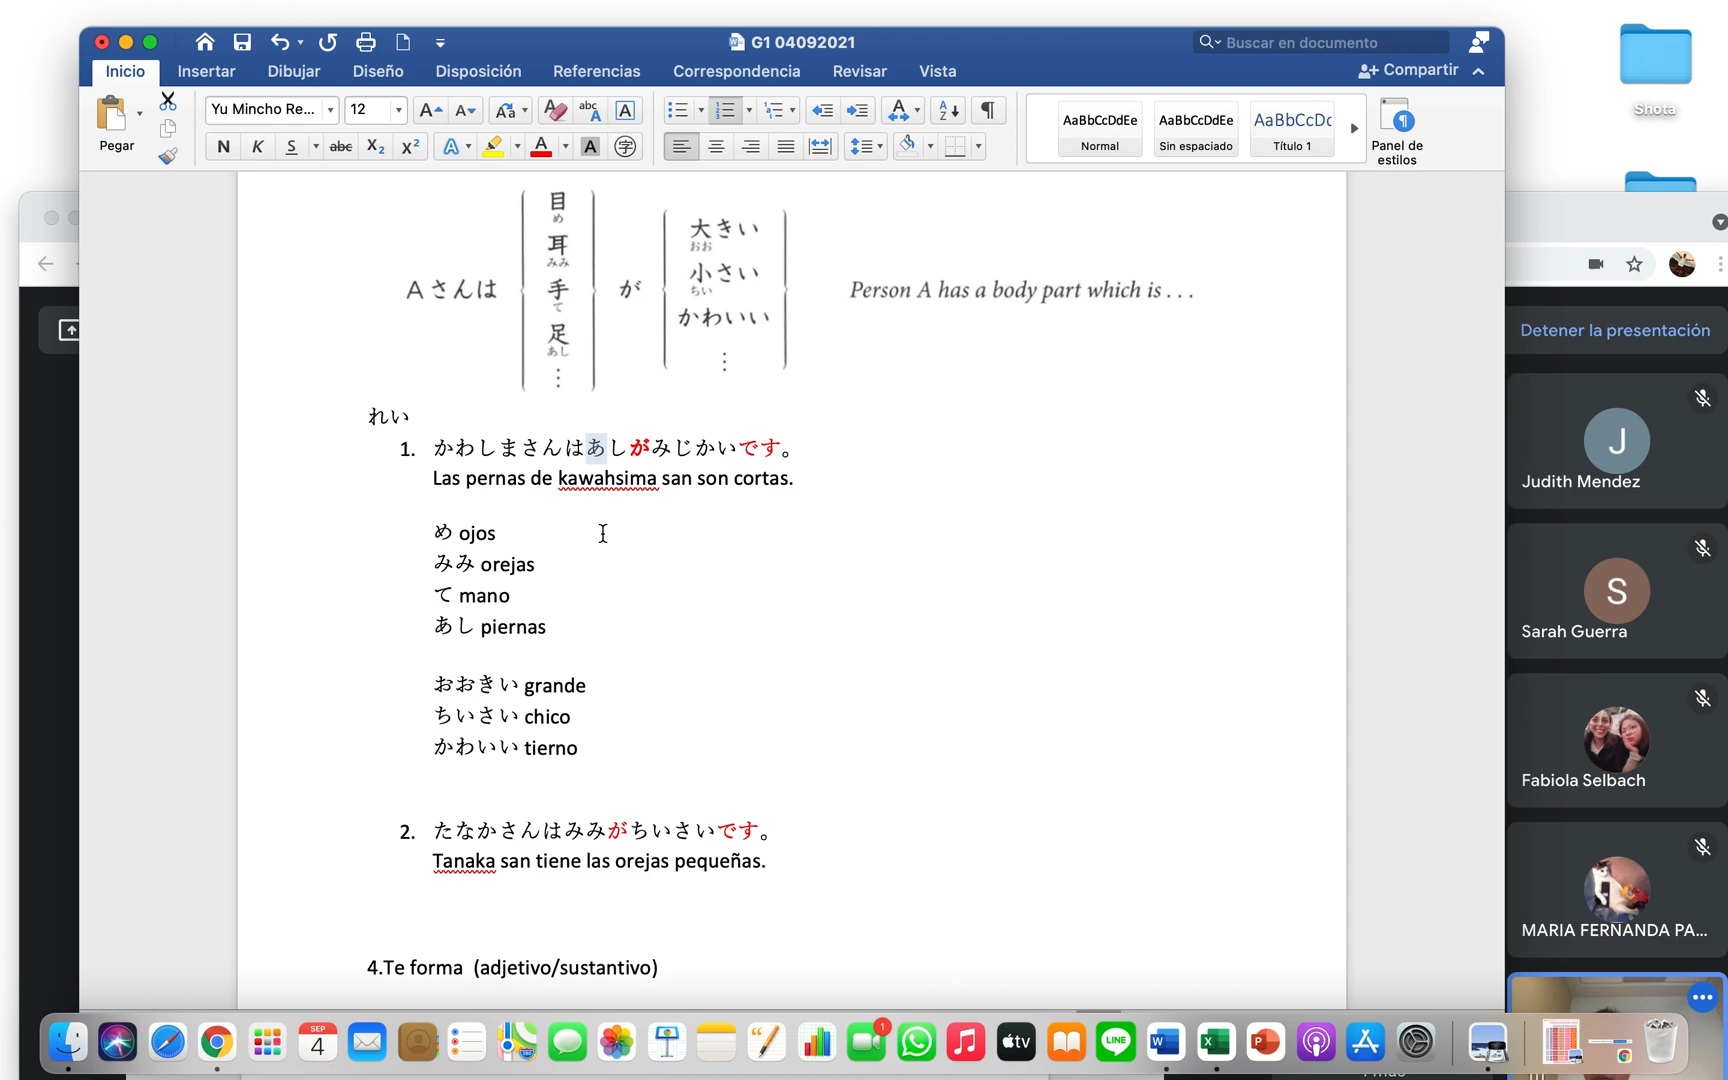 G1 04092021
Buscar en documento
Inicio Insertar Dibujar Diseño Disposición Referencias Correspondencia Revisar Vista
Compartir
Pegar
Yu Mincho Re... 12
AaBbCcDdEe AaBbCcDdEe AaBbCcDc
Normal Sin espaciado Título 1
Panel de estilos
N K S abc X₂ X² A A A 字
Shota
Aさんは
目
め
耳
みみ
手
て
足
あし
⋮
が
大きい
おお
小さい
ちい
かわいい
⋮
Person A has a body part which is . . .
れい
1. かわしまさんはあしがみじかいです。
Las pernas de kawahsima san son cortas.
め ojos
みみ orejas
て mano
あし piernas
おおきい grande
ちいさい chico
かわいい tierno
2. たなかさんはみみがちいさいです。
Tanaka san tiene las orejas pequeñas.
4.Te forma (adjetivo/sustantivo)
Detener la presentación
J
Judith Mendez
S
Sarah Guerra
Fabiola Selbach
MARIA FERNANDA PA...
SEP
4
1
tv
LINE